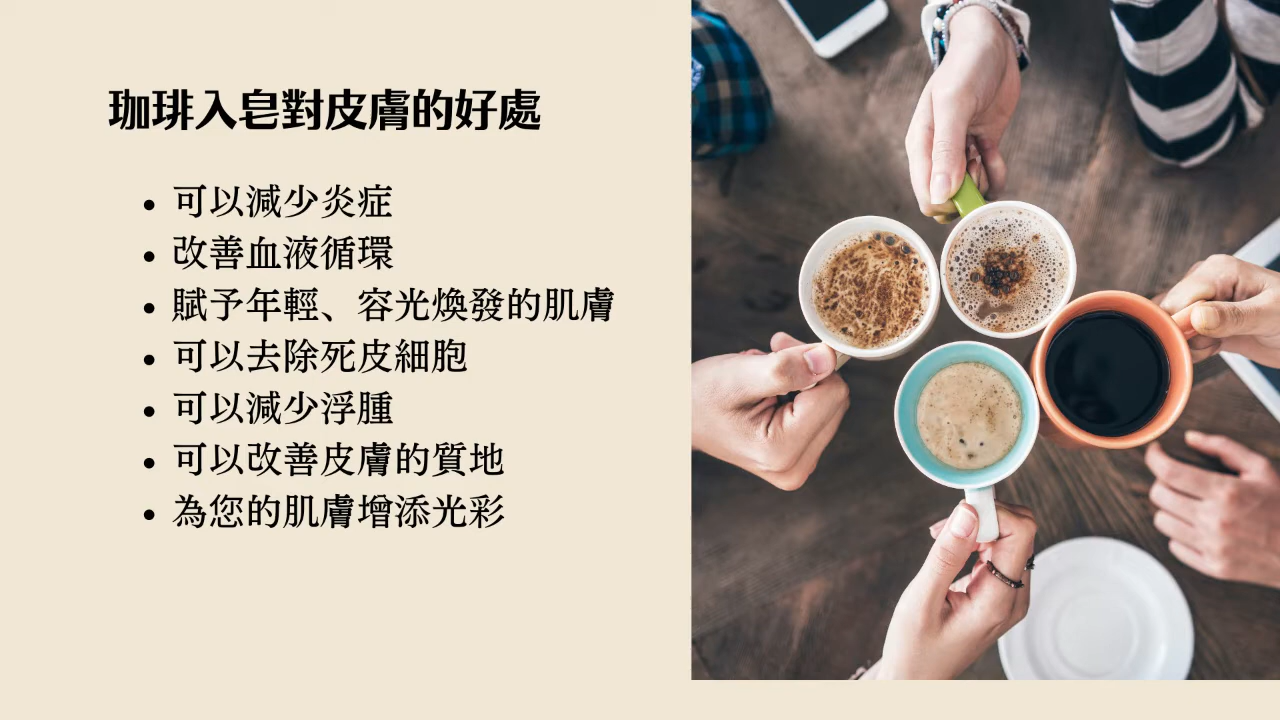 珈琲入皂對皮膚的好處
• 可以減少炎症
• 改善血液循環
• 賦予年輕、容光煥發的肌膚
• 可以去除死皮細胞
• 可以減少浮腫
• 可以改善皮膚的質地
• 為您的肌膚增添光彩